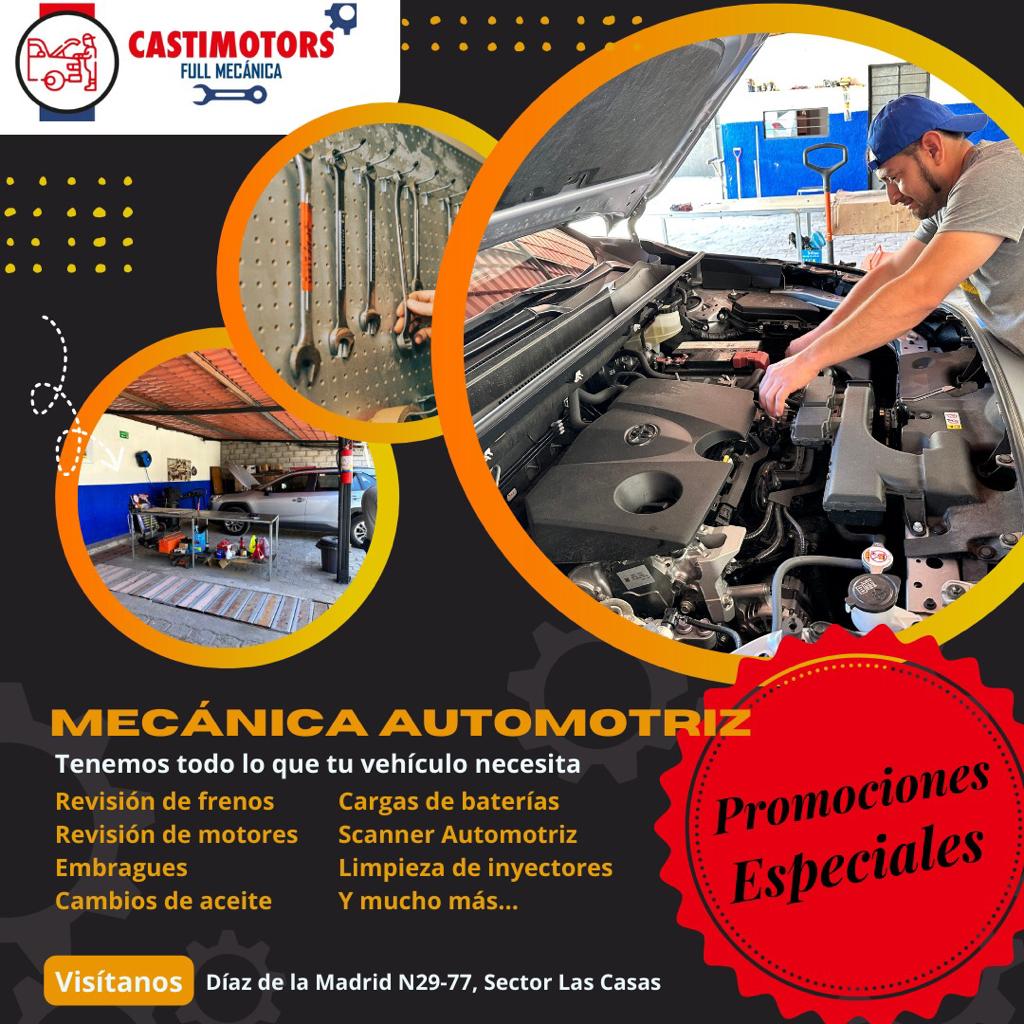 CASTIMOTORS
FULL MECÁNICA
MECÁNICA AUTOMOTRIZ
Tenemos todo lo que tu vehículo necesita
Revisión de frenos
Revisión de motores
Embragues
Cambios de aceite
Cargas de baterías
Scanner Automotriz
Limpieza de inyectores
Y mucho más...
Promociones
Especiales
Visítanos
Díaz de la Madrid N29-77, Sector Las Casas